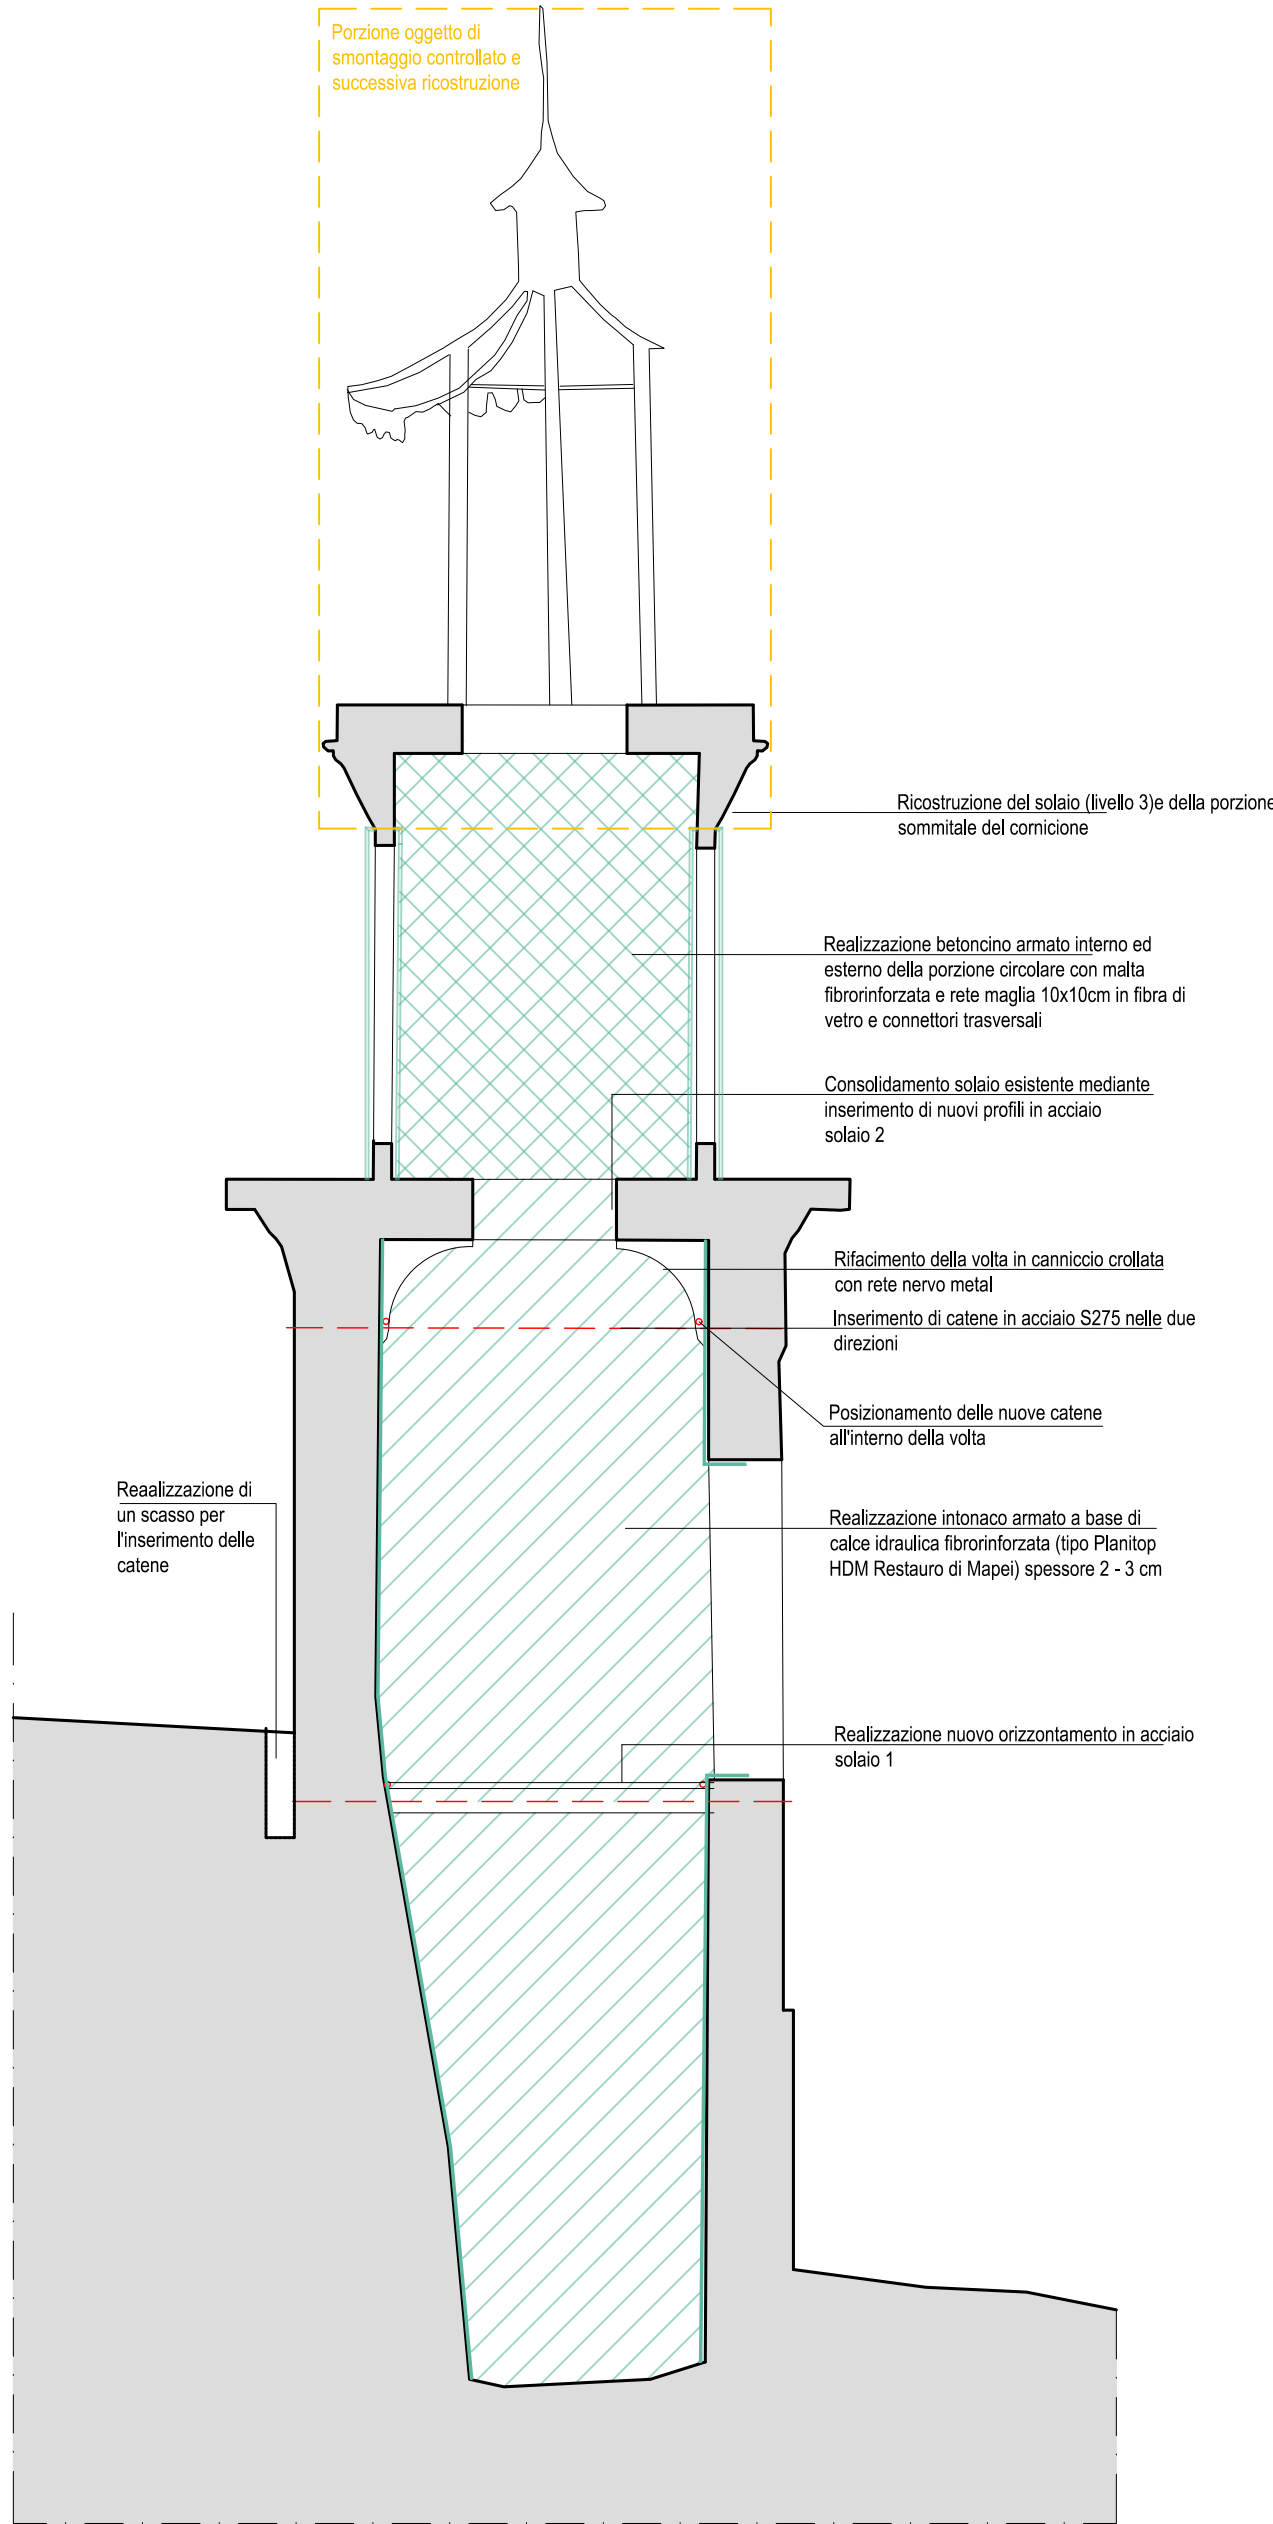 Porzione oggetto di
smontaggio controllato e
successiva ricostruzione
Ricostruzione del solaio (livello 3)e della porzione
sommitale del cornicione
Realizzazione betoncino armato interno ed
esterno della porzione circolare con malta
fibrorinforzata e rete maglia 10x10cm in fibra di
vetro e connettori trasversali
Consolidamento solaio esistente mediante
inserimento di nuovi profili in acciaio
solaio 2
Rifacimento della volta in canniccio crollata
con rete nervo metal
Inserimento di catene in acciaio S275 nelle due
direzioni
Posizionamento delle nuove catene
all'interno della volta
Reaalizzazione di
un scasso per
l'inserimento delle
catene
Realizzazione intonaco armato a base di
calce idraulica fibrorinforzata (tipo Planitop
HDM Restauro di Mapei) spessore 2 - 3 cm
Realizzazione nuovo orizzontamento in acciaio
solaio 1